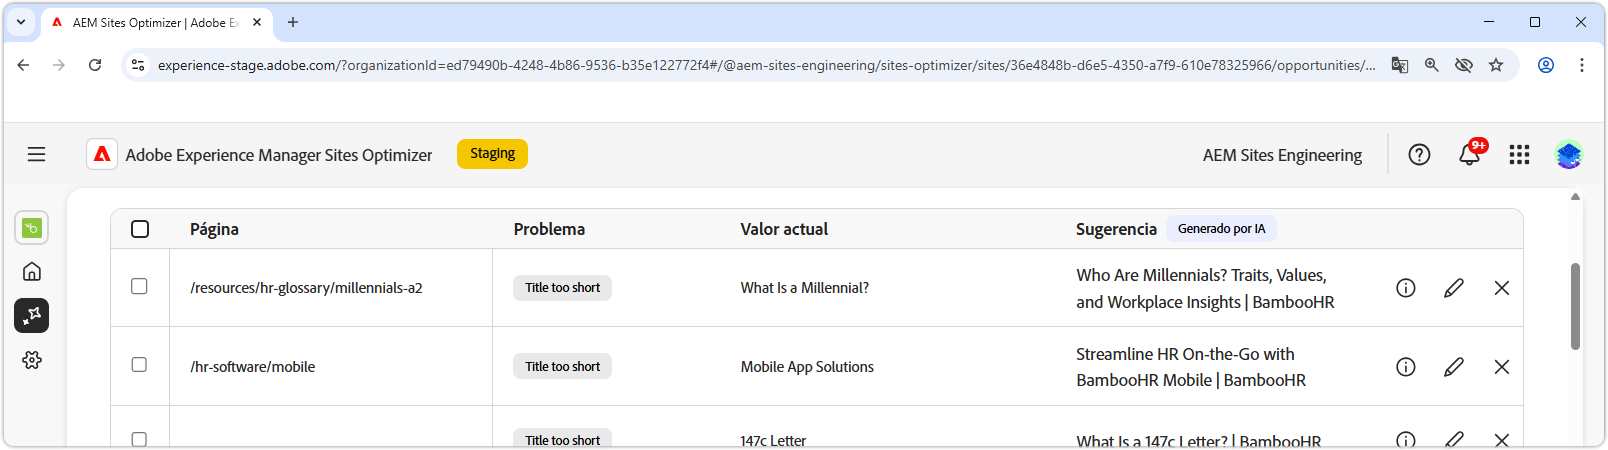 AEM Sites Optimizer | Adobe Ex
experience-stage.adobe.com/?organizationId=ed79490b-4248-4b86-9536-b35e122772f4#/@aem-sites-engineering/sites-optimizer/sites/36e4848b-d6e5-4350-a7f9-610e78325966/opportunities/...
Adobe Experience Manager Sites Optimizer
Staging
AEM Sites Engineering
9+
Página Problema Valor actual Sugerencia Generado por IA
/resources/hr-glossary/millennials-a2 Title too short What Is a Millennial? Who Are Millennials? Traits, Values,
and Workplace Insights | BambooHR
/hr-software/mobile Title too short Mobile App Solutions Streamline HR On-the-Go with
BambooHR Mobile | BambooHR
Title too short 147c Letter What Is a 147c Letter? | BambooHR